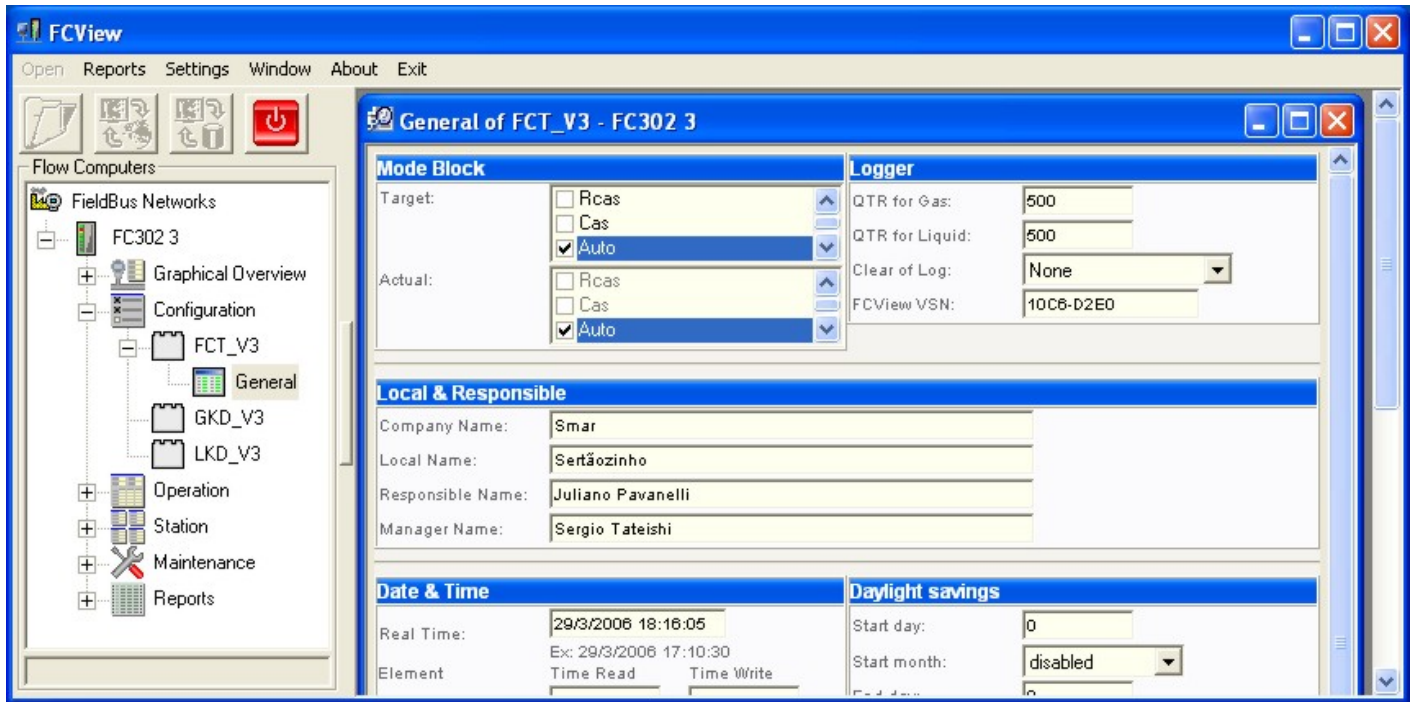 FCView
Open Reports Settings Window About Exit
Flow Computers
FieldBus Networks
FC302 3
Graphical Overview
Configuration
FCT_V3
General
GKD_V3
LKD_V3
Operation
Station
Maintenance
Reports
General of FCT_V3 - FC302 3
Mode Block
Target:
Rcas
Cas
Auto
Actual:
Rcas
Cas
Auto
Logger
QTR for Gas: 500
QTR for Liquid: 500
Clear of Log: None
FCView VSN: 10C6-D2E0
Local & Responsible
Company Name: Smar
Local Name: Sertãozinho
Responsible Name: Juliano Pavanelli
Manager Name: Sergio Tateishi
Date & Time
Real Time: 29/3/2006 18:16:05
Ex: 29/3/2006 17:10:30
Element Time Read Time Write
Daylight savings
Start day: 0
Start month: disabled